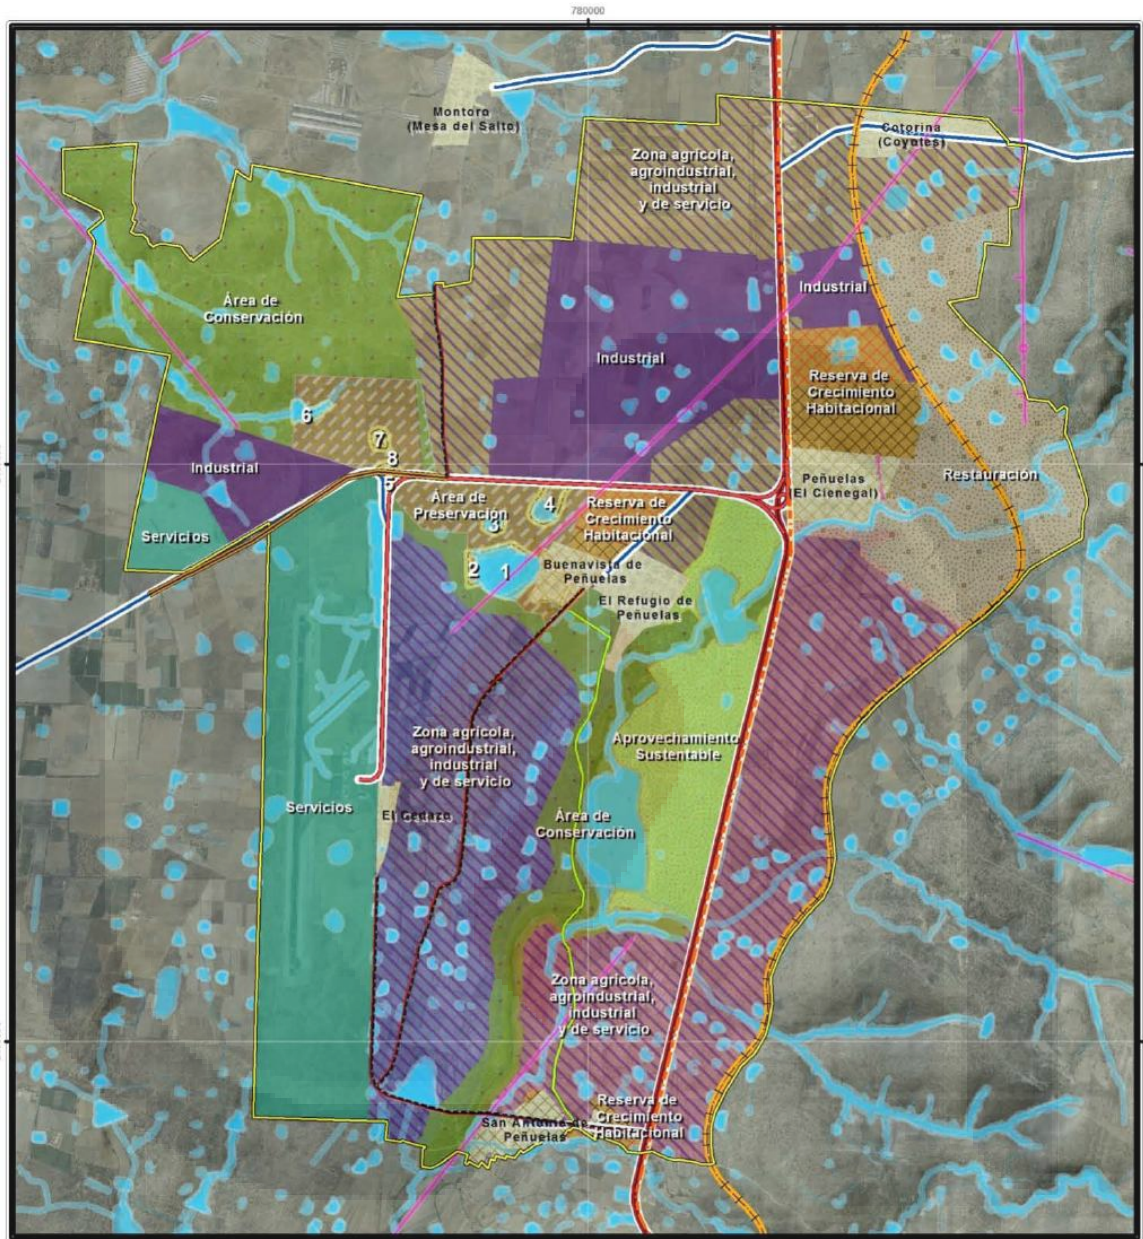 780000
Montoro
(Mesa del Salto)
Cotorina
(Coyotes)
Zona agrícola,
agroindustrial,
industrial
y de servicio
Área de
Conservación
Industrial
Industrial
Reserva de
Crecimiento
Habitacional
6
7
8
5
Industrial
Área de
Preservación
4
3
Reserva de
Crecimiento
Habitacional
Peñuelas
(El Cienegal)
Restauración
Servicios
2
1
Buenavista de
Peñuelas
El Refugio de
Peñuelas
Zona agrícola,
agroindustrial,
industrial
y de servicio
Aprovechamiento
Sustentable
Servicios
El Cedazo
Área de
Conservación
Zona agrícola,
agroindustrial,
industrial
y de servicio
San Antonio de
Peñuelas
Reserva de
Crecimiento
Habitacional